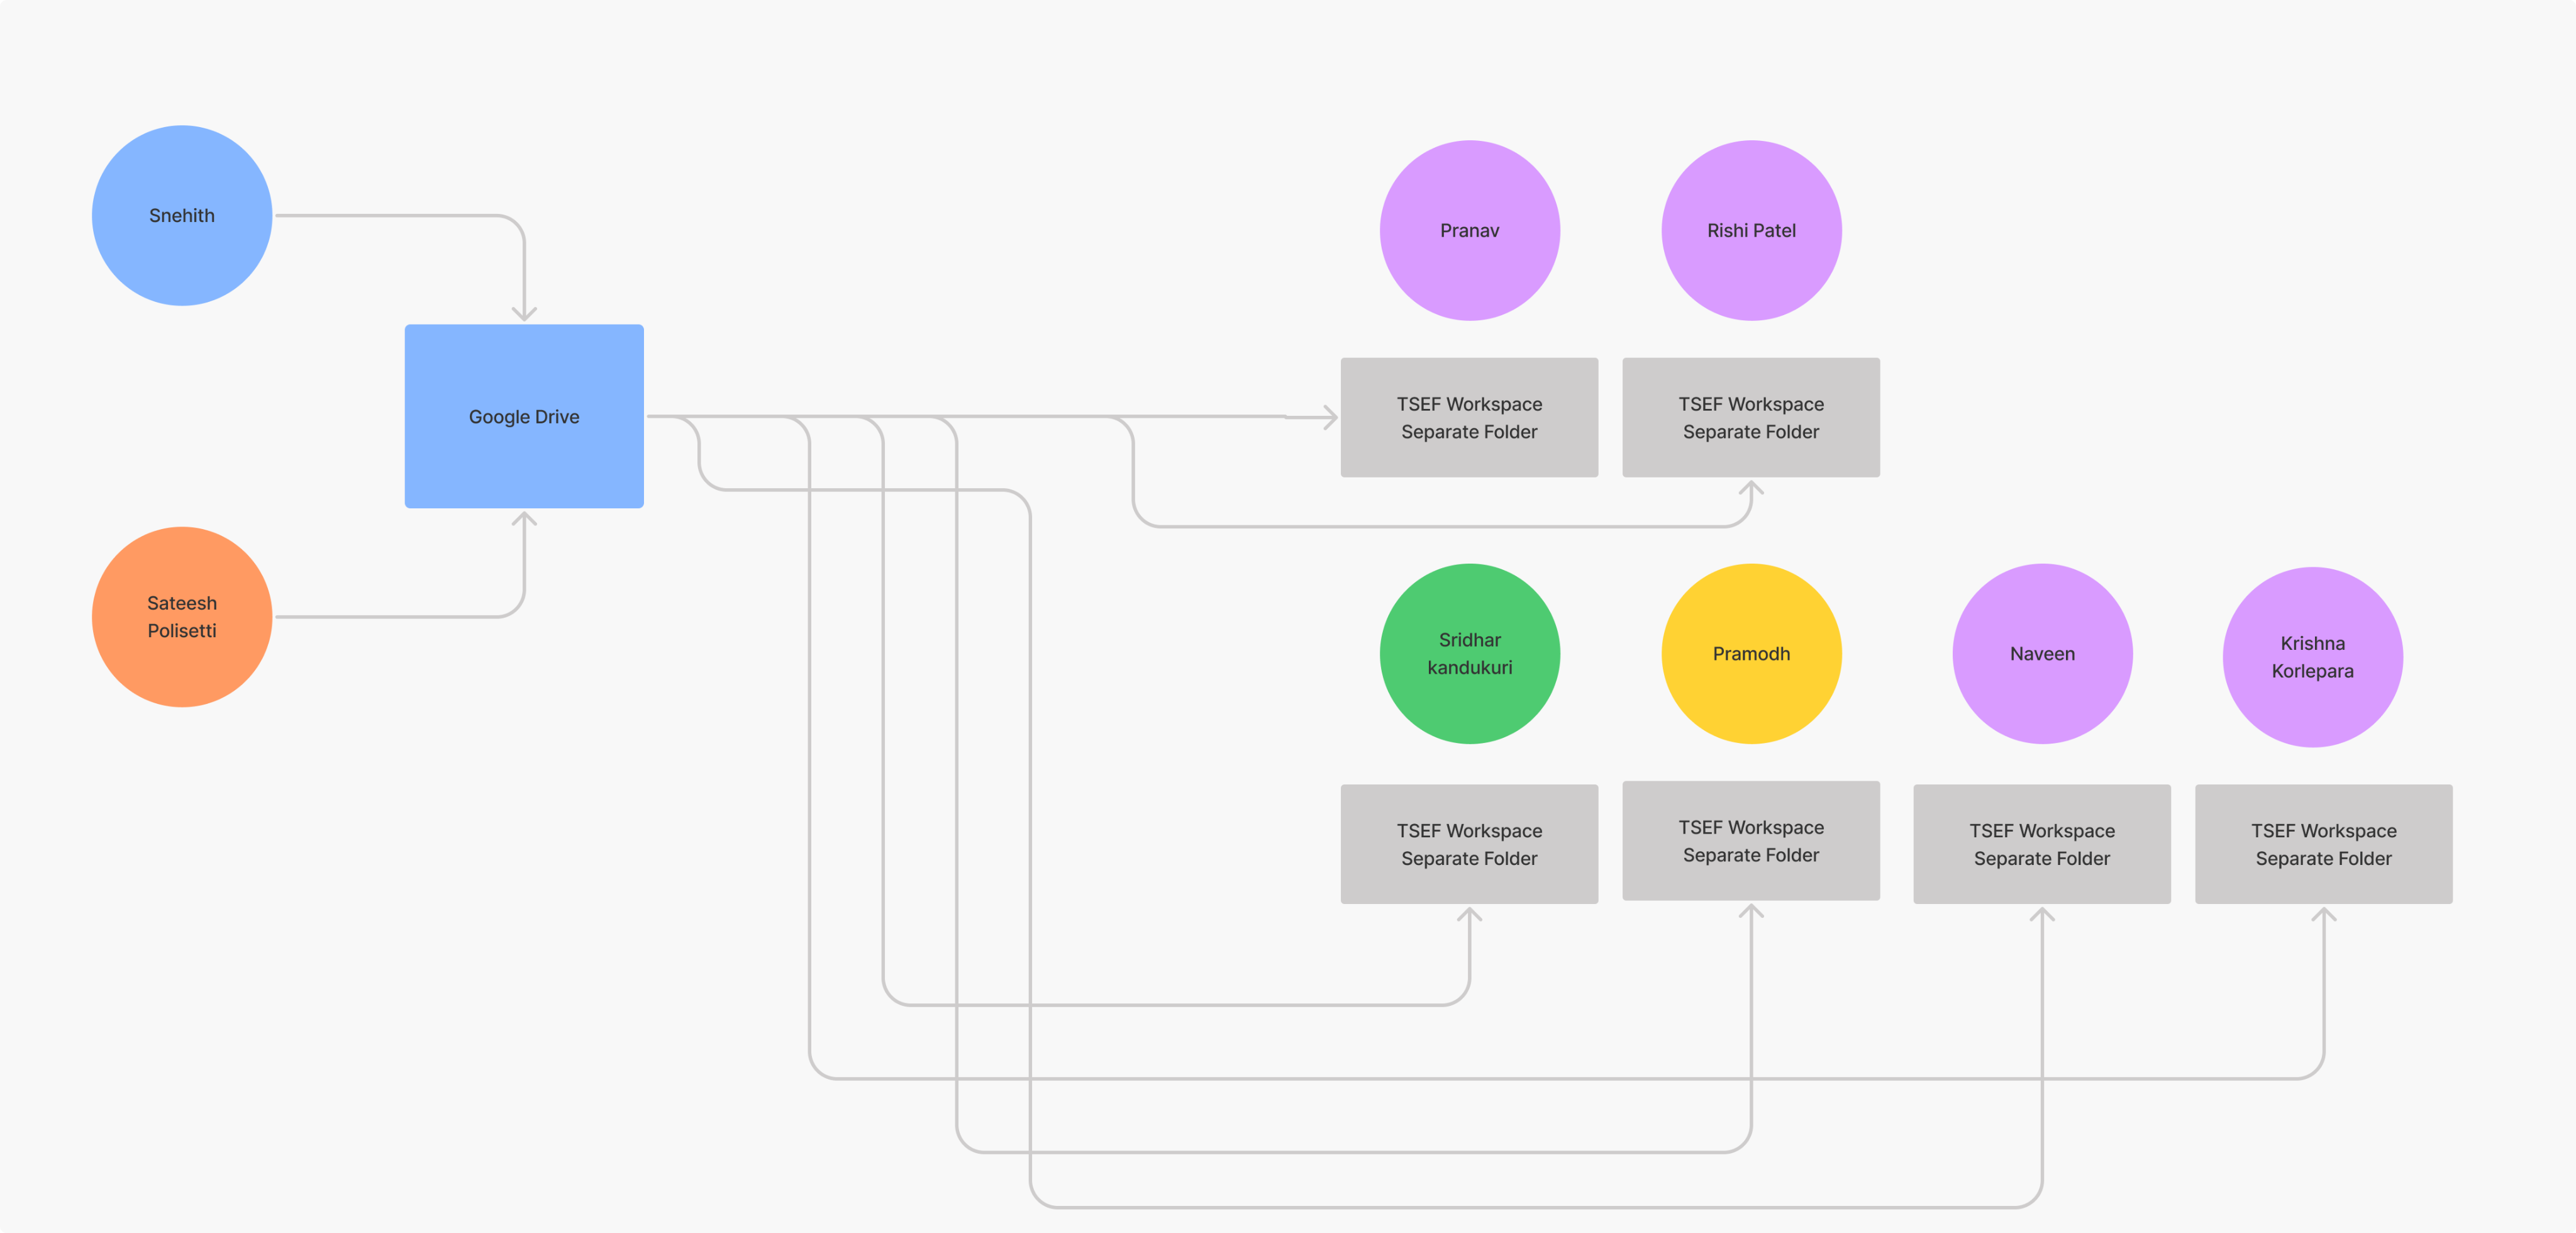 Snehith
Pranav
Rishi Patel
Google Drive
TSEF Workspace
Separate Folder
TSEF Workspace
Separate Folder
Sateesh
Polisetti
Sridhar
kandukuri
Pramodh
Naveen
Krishna
Korlepara
TSEF Workspace
Separate Folder
TSEF Workspace
Separate Folder
TSEF Workspace
Separate Folder
TSEF Workspace
Separate Folder